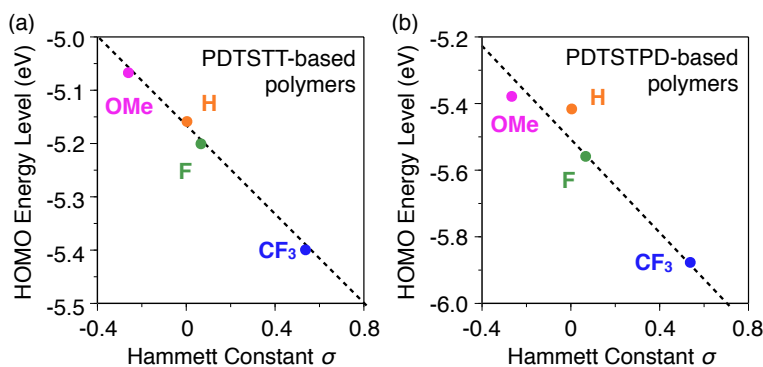 (a)
HOMO Energy Level (eV)
-5.0
-5.1
-5.2
-5.3
-5.4
-5.5
PDTSTT-based
polymers
OMe
H
F
CF₃
-0.4
0
0.4
0.8
Hammett Constant σ
(b)
HOMO Energy Level (eV)
-5.2
-5.4
-5.6
-5.8
-6.0
PDTSTPD-based
polymers
OMe
H
F
CF₃
-0.4
0
0.4
0.8
Hammett Constant σ